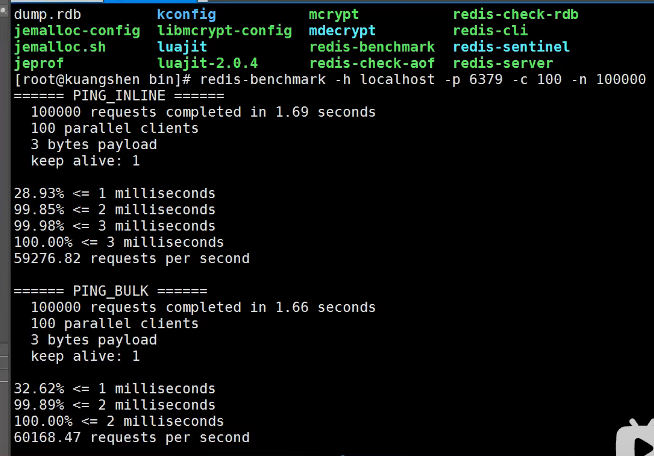 dump.rdb kconfig mcrypt redis-check-rdb
jemalloc-config libmcrypt-config mdecrypt redis-cli
jemalloc.sh luajit redis-benchmark redis-sentinel
jeprof luajit-2.0.4 redis-check-aof redis-server
[root@kuangshen bin]# redis-benchmark -h localhost -p 6379 -c 100 -n 100000
====== PING_INLINE ======
100000 requests completed in 1.69 seconds
100 parallel clients
3 bytes payload
keep alive: 1
28.93% <= 1 milliseconds
99.85% <= 2 milliseconds
99.98% <= 3 milliseconds
100.00% <= 3 milliseconds
59276.82 requests per second
====== PING_BULK ======
100000 requests completed in 1.66 seconds
100 parallel clients
3 bytes payload
keep alive: 1
32.62% <= 1 milliseconds
99.89% <= 2 milliseconds
100.00% <= 2 milliseconds
60168.47 requests per second